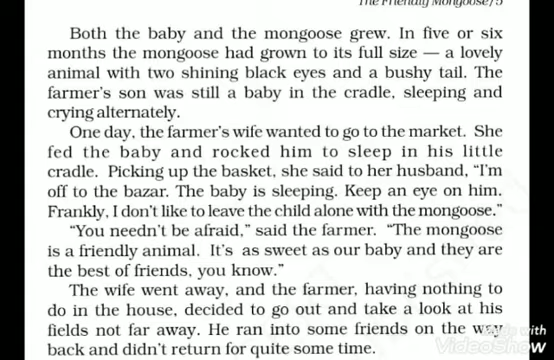 The Friendly Mongoose/5
Both the baby and the mongoose grew. In five or six
months the mongoose had grown to its full size — a lovely
animal with two shining black eyes and a bushy tail. The
farmer's son was still a baby in the cradle, sleeping and
crying alternately.
One day, the farmer's wife wanted to go to the market. She
fed the baby and rocked him to sleep in his little
cradle. Picking up the basket, she said to her husband, "I'm
off to the bazar. The baby is sleeping. Keep an eye on him.
Frankly, I don't like to leave the child alone with the mongoose."
"You needn't be afraid," said the farmer. "The mongoose
is a friendly animal. It's as sweet as our baby and they are
the best of friends, you know."
The wife went away, and the farmer, having nothing to
do in the house, decided to go out and take a look at his
fields not far away. He ran into some friends on the way
back and didn't return for quite some time.
Made with
VideoShow